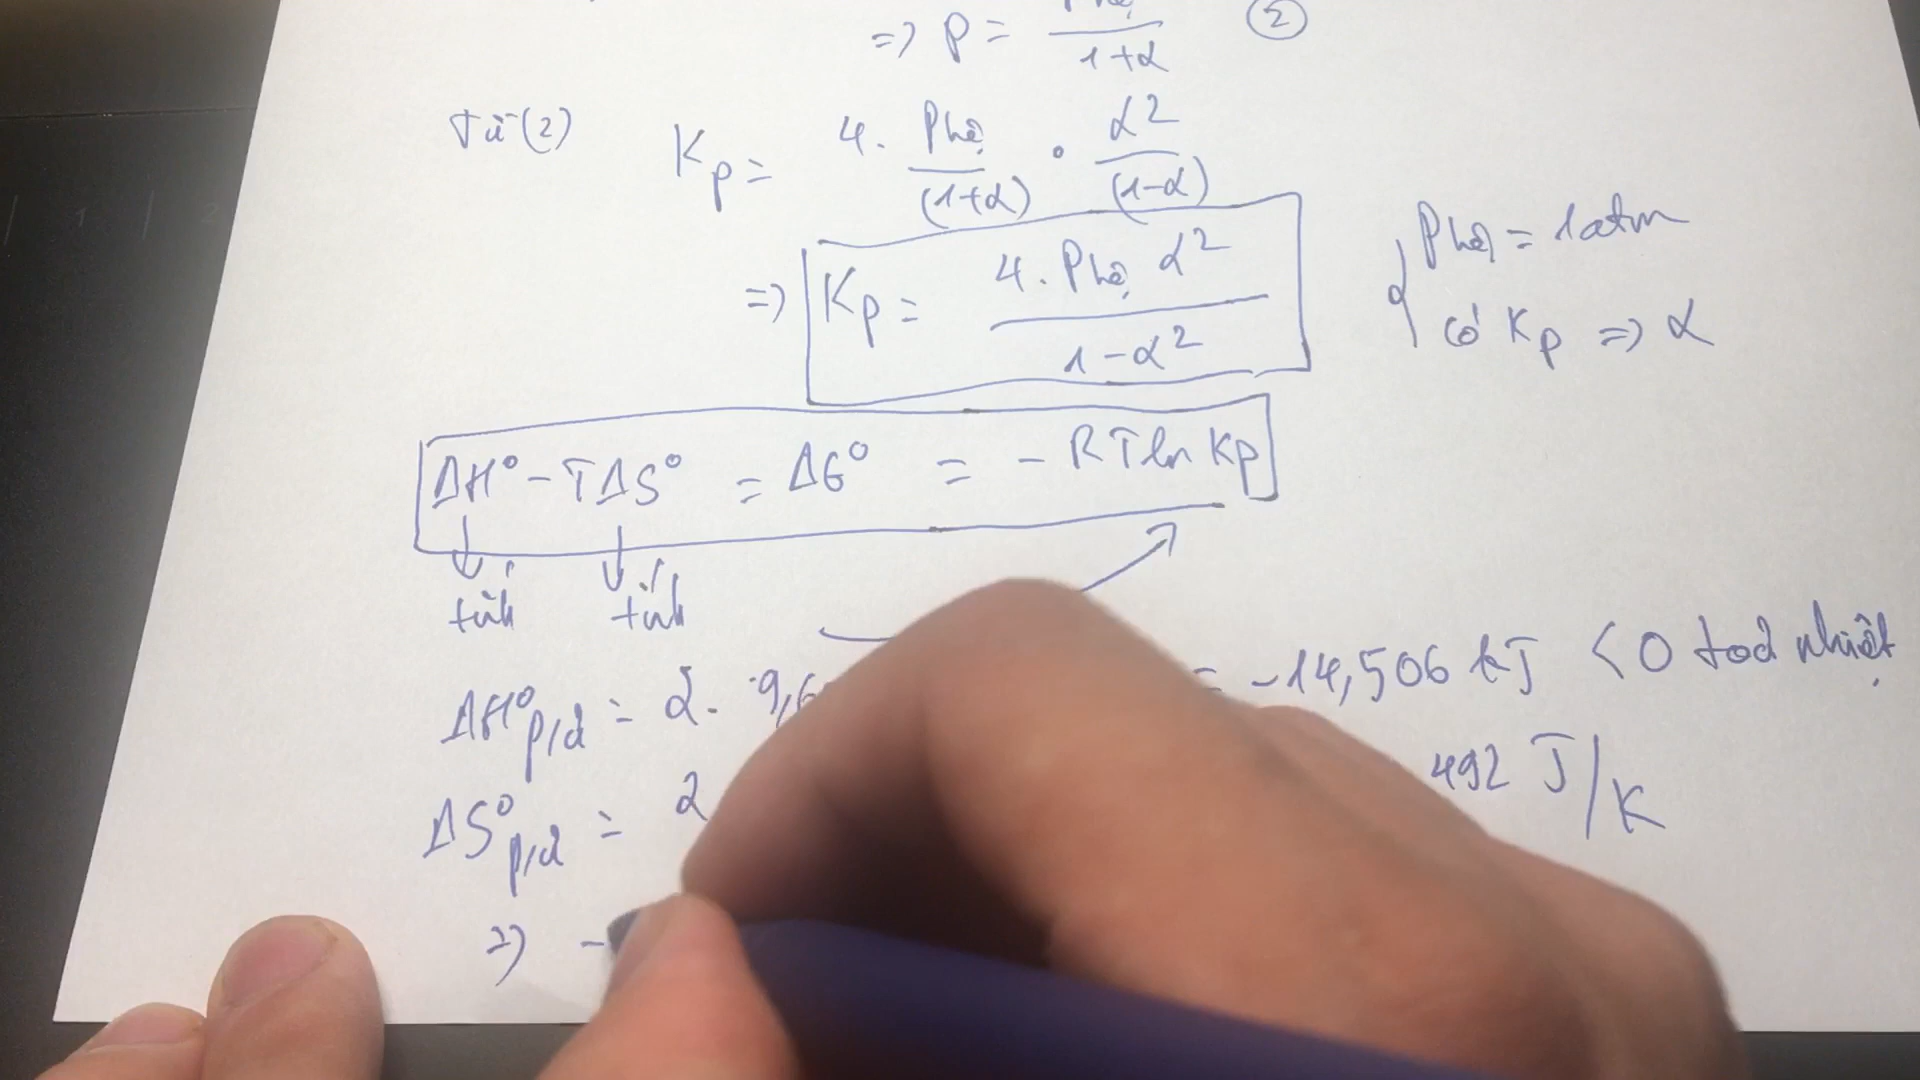 => P = Phệ / 1+α ②
Từ (2) Kp = 4. Phệ/(1+α) . α²/(1-α)
=> Kp = 4. Phệ α² / 1-α² { Phệ = 1atm
có Kp => α
ΔH° - TΔS° = ΔG° = - RT ln Kp
tính tính
ΔH°p/ư = 2. 9,6 = -14,506 kJ < 0 toả nhiệt
ΔS°p/ư = 2 492 J/K
=> -